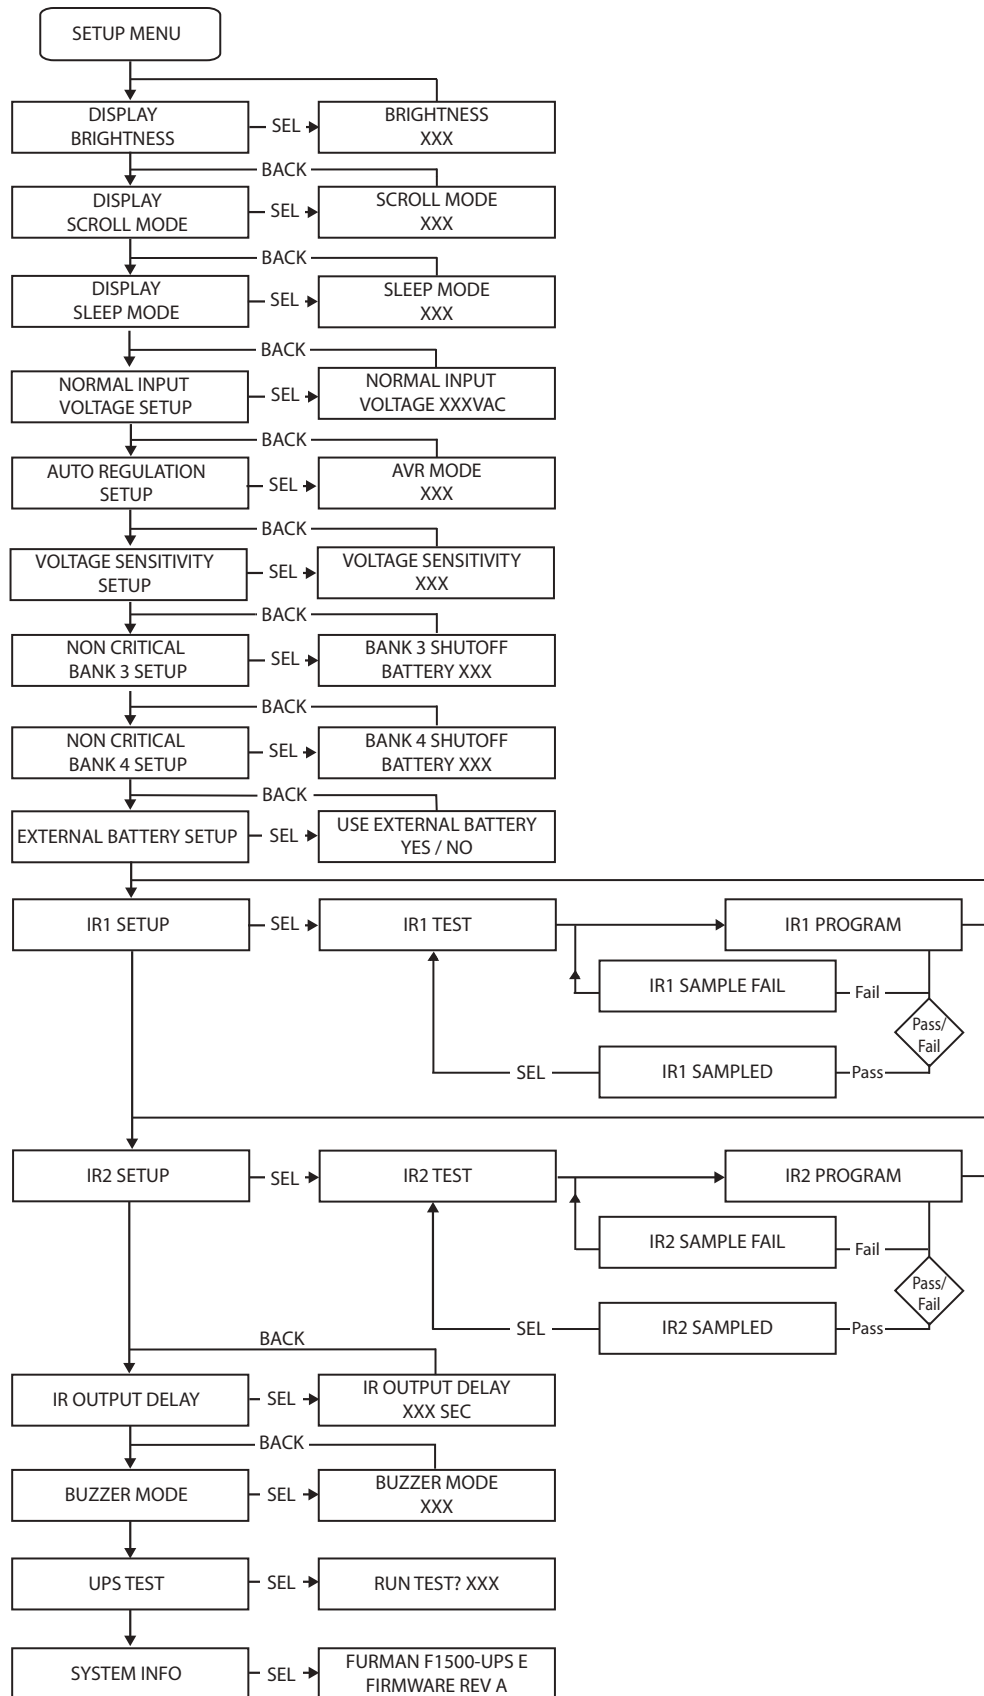 SETUP MENU
DISPLAY
BRIGHTNESS
SEL
BRIGHTNESS
XXX
BACK
DISPLAY
SCROLL MODE
SEL
SCROLL MODE
XXX
BACK
DISPLAY
SLEEP MODE
SEL
SLEEP MODE
XXX
BACK
NORMAL INPUT
VOLTAGE SETUP
SEL
NORMAL INPUT
VOLTAGE XXXVAC
BACK
AUTO REGULATION
SETUP
SEL
AVR MODE
XXX
BACK
VOLTAGE SENSITIVITY
SETUP
SEL
VOLTAGE SENSITIVITY
XXX
BACK
NON CRITICAL
BANK 3 SETUP
SEL
BANK 3 SHUTOFF
BATTERY XXX
BACK
NON CRITICAL
BANK 4 SETUP
SEL
BANK 4 SHUTOFF
BATTERY XXX
BACK
EXTERNAL BATTERY SETUP
SEL
USE EXTERNAL BATTERY
YES / NO
IR1 SETUP
SEL
IR1 TEST
IR1 PROGRAM
IR1 SAMPLE FAIL
Fail
Pass/
Fail
SEL
IR1 SAMPLED
Pass
IR2 SETUP
SEL
IR2 TEST
IR2 PROGRAM
IR2 SAMPLE FAIL
Fail
Pass/
Fail
SEL
IR2 SAMPLED
Pass
BACK
IR OUTPUT DELAY
SEL
IR OUTPUT DELAY
XXX SEC
BACK
BUZZER MODE
SEL
BUZZER MODE
XXX
UPS TEST
SEL
RUN TEST? XXX
SYSTEM INFO
SEL
FURMAN F1500-UPS E
FIRMWARE REV A